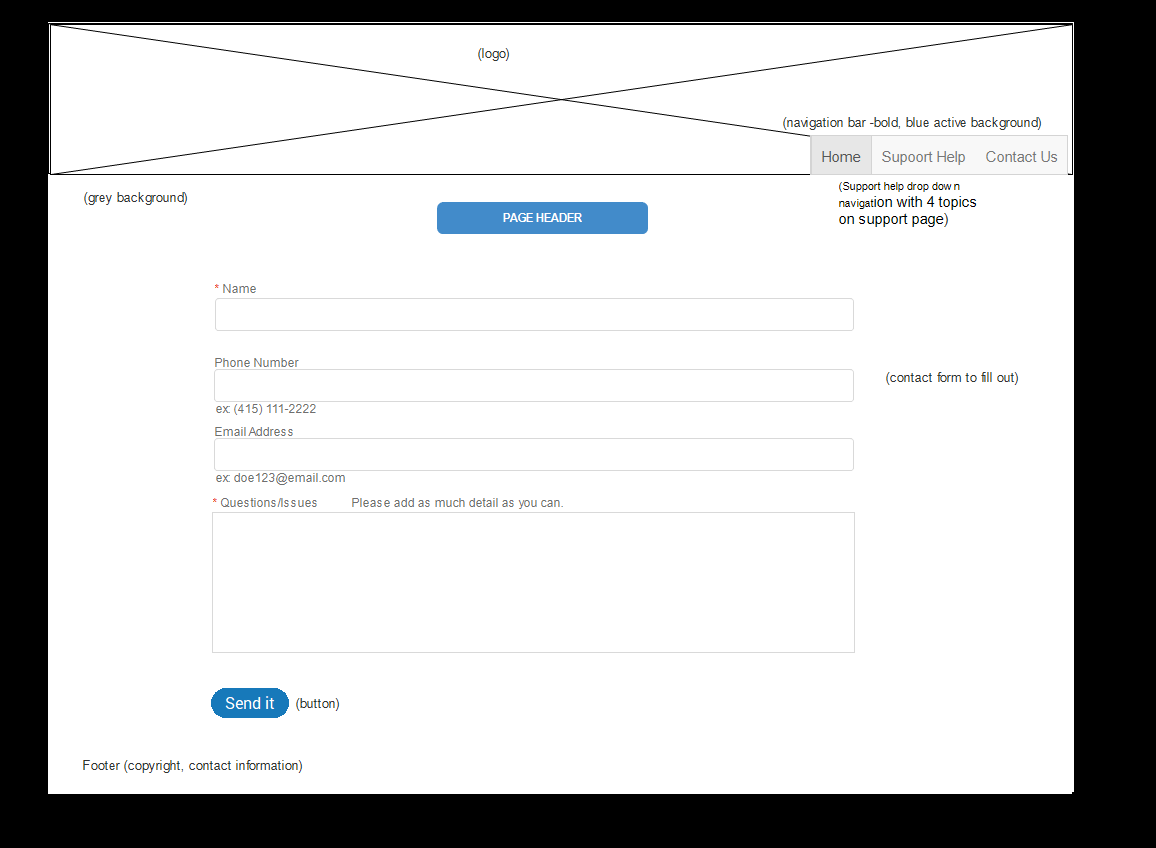 (logo)
(navigation bar -bold, blue active background)
Home Supoort Help Contact Us
(grey background)
(Support help drop down
navigation with 4 topics
on support page)
PAGE HEADER
* Name
Phone Number
(contact form to fill out)
ex: (415) 111-2222
Email Address
ex: doe123@email.com
* Questions/Issues Please add as much detail as you can.
Send it (button)
Footer (copyright, contact information)